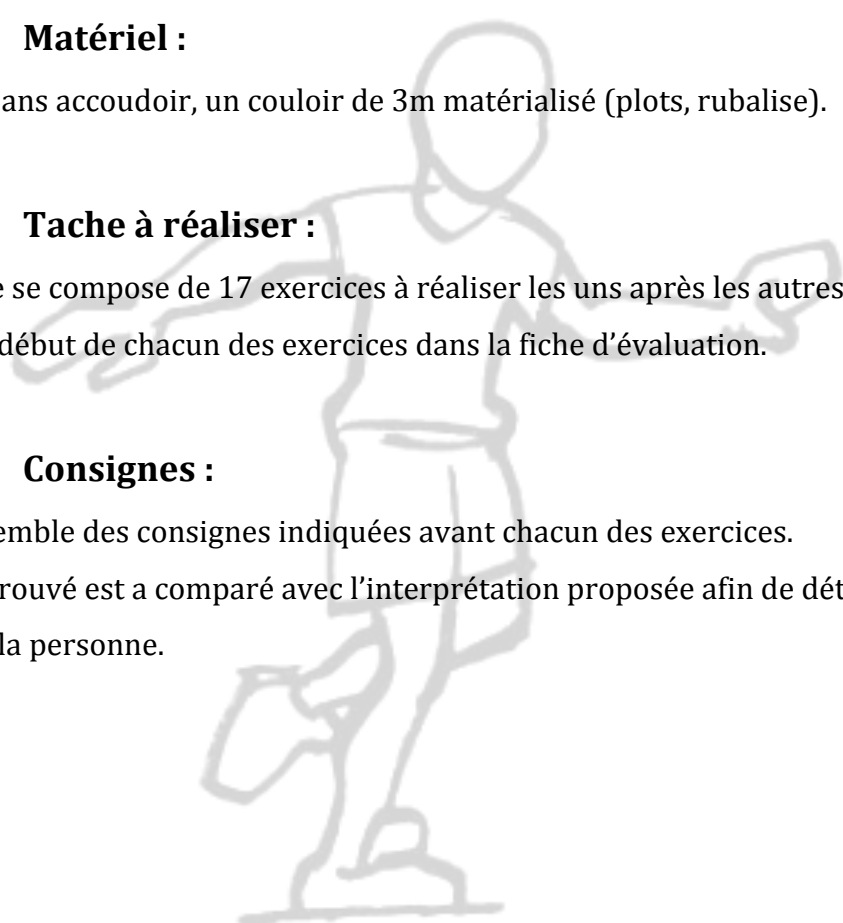 Matériel :
ans accoudoir, un couloir de 3m matérialisé (plots, rubalise).
Tache à réaliser :
e se compose de 17 exercices à réaliser les uns après les autres
début de chacun des exercices dans la fiche d’évaluation.
Consignes :
emble des consignes indiquées avant chacun des exercices.
rouvé est a comparé avec l’interprétation proposée afin de dét
la personne.